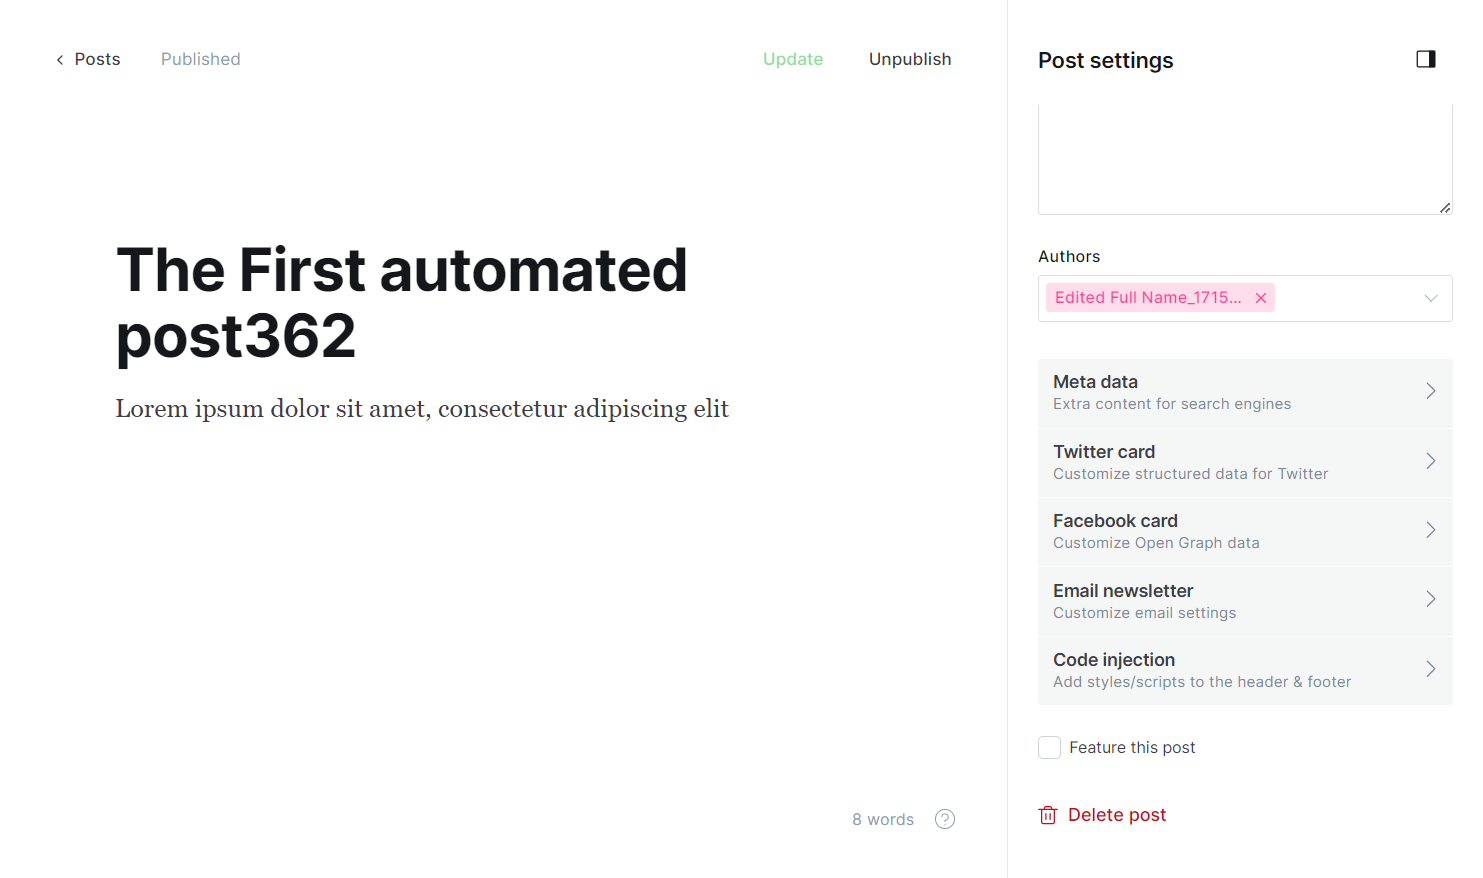 Posts
Published
Update
Unpublish
The First automated
post362
Lorem ipsum dolor sit amet, consectetur adipiscing elit
8 words
?
Post settings
Authors
Edited Full Name_1715...
Meta data
Extra content for search engines
Twitter card
Customize structured data for Twitter
Facebook card
Customize Open Graph data
Email newsletter
Customize email settings
Code injection
Add styles/scripts to the header & footer
Feature this post
Delete post